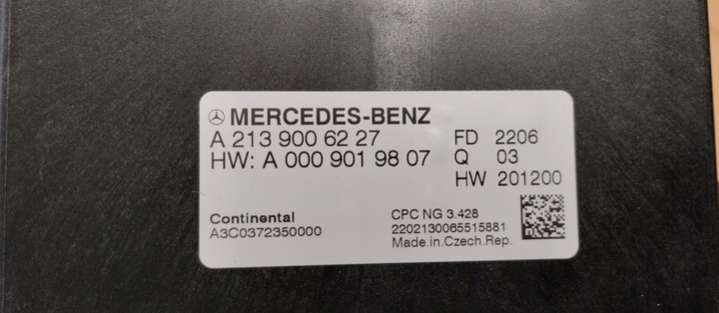 MERCEDES-BENZ
A 213 900 62 27 FD 2206
HW: A 000 901 98 07 Q 03
HW 201200
Continental CPC NG 3.428
A3C0372350000 2202130065515881
Made.in.Czech.Rep.